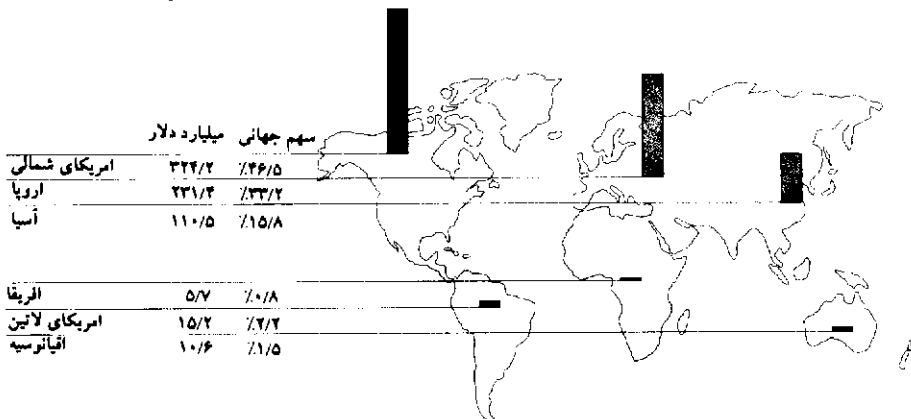 میلیارد دلار سهم جهانی
امریکای شمالی ۳۲۴/۲ ٪۴۶/۵
اروپا ۲۳۱/۴ ٪۳۳/۲
آسیا ۱۱۰/۵ ٪۱۵/۸
افریقا ۵/۷ ٪۰/۸
امریکای لاتین ۱۵/۲ ٪۲/۲
اقیانوسیه ۱۰/۶ ٪۱/۵